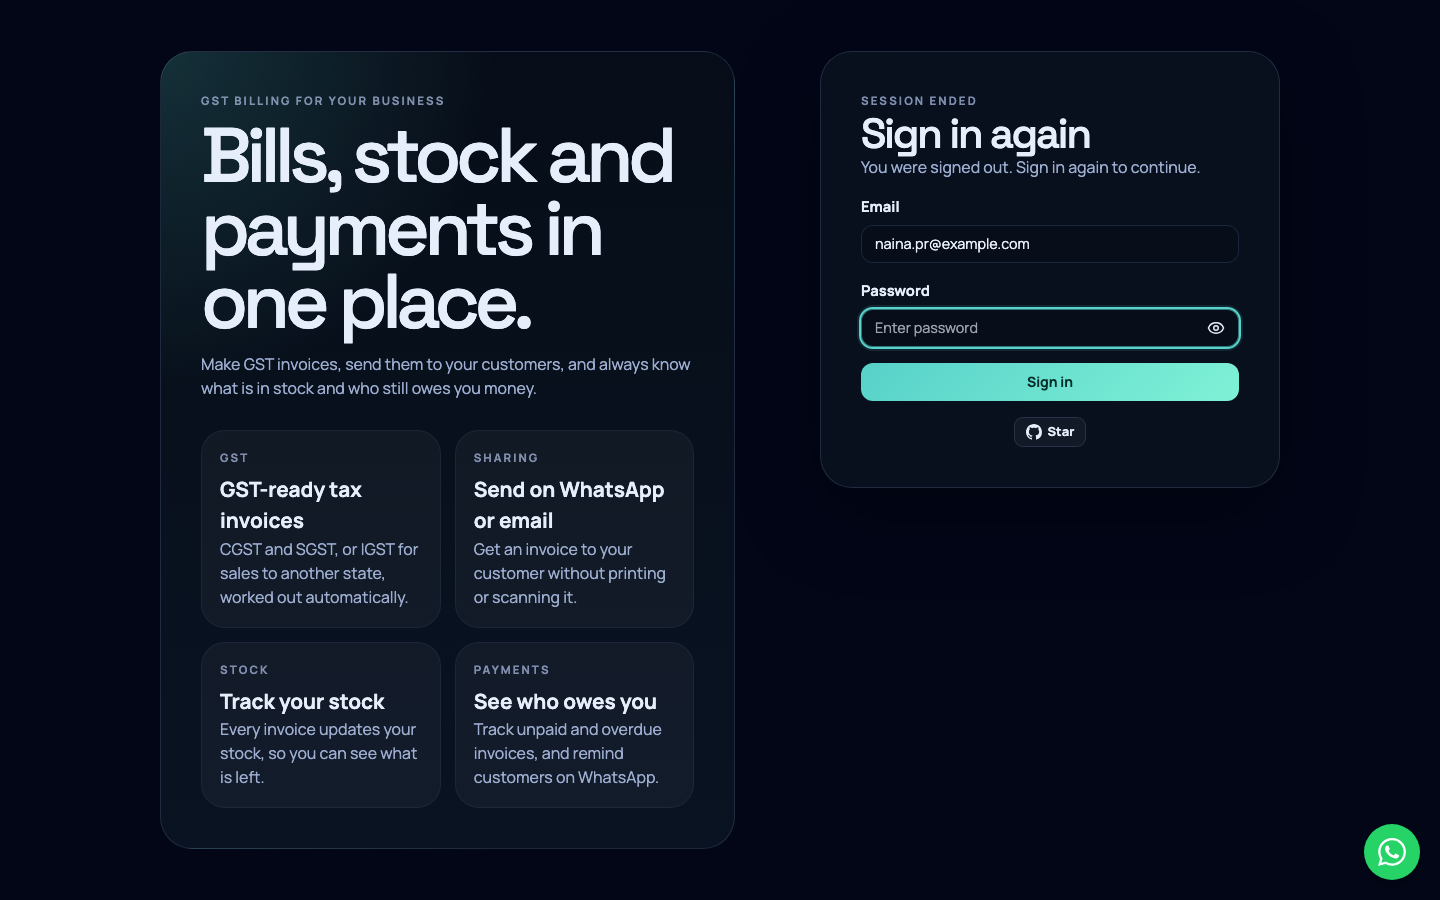 GST BILLING FOR YOUR BUSINESS
Bills, stock and
payments in
one place.
Make GST invoices, send them to your customers, and always know
what is in stock and who still owes you money.
GST
GST-ready tax
invoices
CGST and SGST, or IGST for
sales to another state,
worked out automatically.
SHARING
Send on WhatsApp
or email
Get an invoice to your
customer without printing
or scanning it.
STOCK
Track your stock
Every invoice updates your
stock, so you can see what
is left.
PAYMENTS
See who owes you
Track unpaid and overdue
invoices, and remind
customers on WhatsApp.
SESSION ENDED
Sign in again
You were signed out. Sign in again to continue.
Email
naina.pr@example.com
Password
Enter password
Sign in
Star